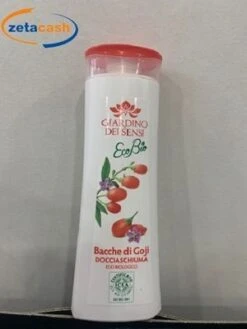 zetacash
GIARDINO
DEI SENSI
EcoBio
Bacche di Goji
DOCCIASCHIUMA
ECO BIOLOGICO